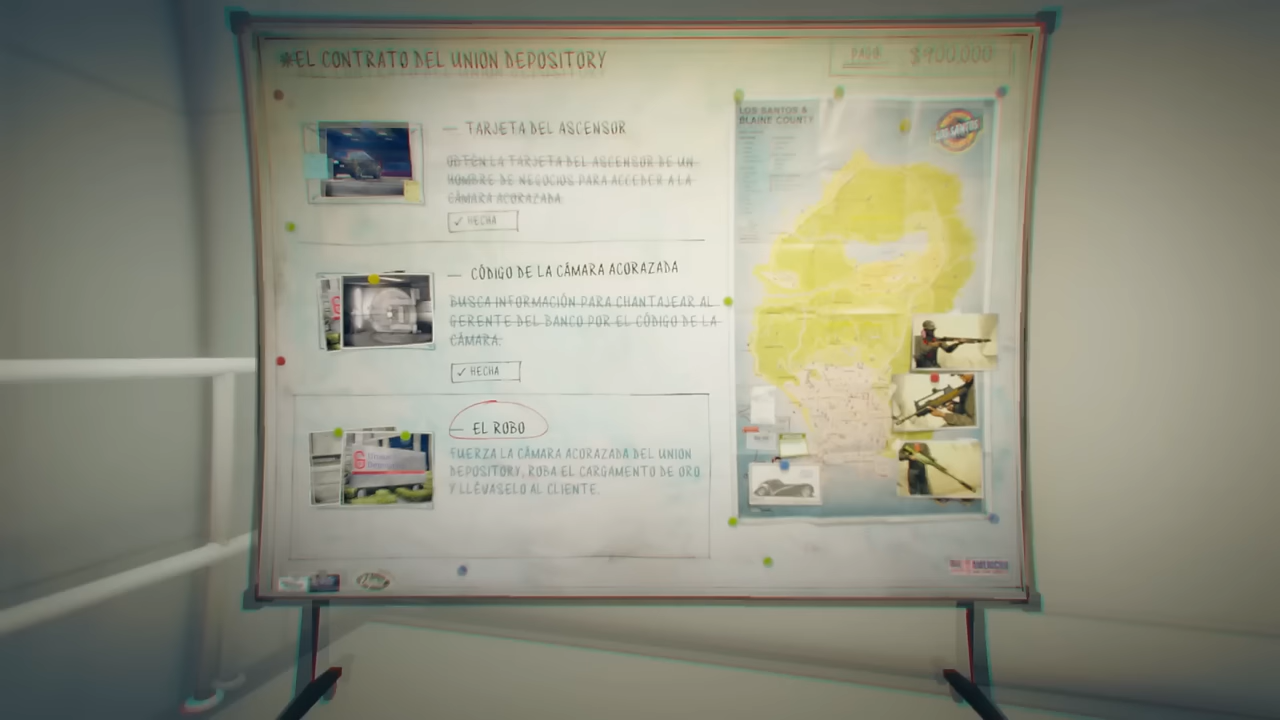 #EL CONTRATO DEL UNION DEPOSITORY
PAGO $900.000
— TARJETA DEL ASCENSOR
OBTÉN LA TARJETA DEL ASCENSOR DE UN
HOMBRE DE NEGOCIOS PARA ACCEDER A LA
CÁMARA ACORAZADA.
✓ HECHA
— CÓDIGO DE LA CÁMARA ACORAZADA
BUSCA INFORMACIÓN PARA CHANTAJEAR AL
GERENTE DEL BANCO POR EL CÓDIGO DE LA
CÁMARA.
✓ HECHA
— EL ROBO
FUERZA LA CÁMARA ACORAZADA DEL UNION
DEPOSITORY, ROBA EL CARGAMENTO DE ORO
Y LLÉVASELO AL CLIENTE.
LOS SANTOS &
BLAINE COUNTY
LOS SANTOS